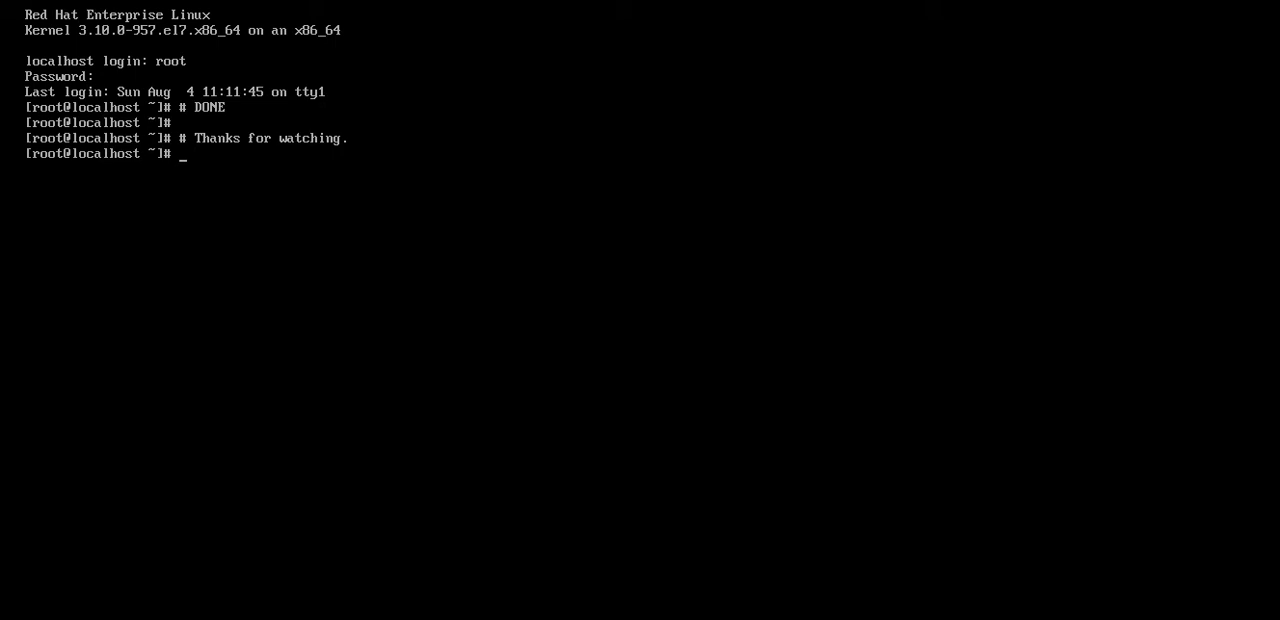 Red Hat Enterprise Linux
Kernel 3.10.0-957.el7.x86_64 on an x86_64
localhost login: root
Password:
Last login: Sun Aug  4 11:11:45 on tty1
[root@localhost ~]# # DONE
[root@localhost ~]#
[root@localhost ~]# # Thanks for watching.
[root@localhost ~]# _